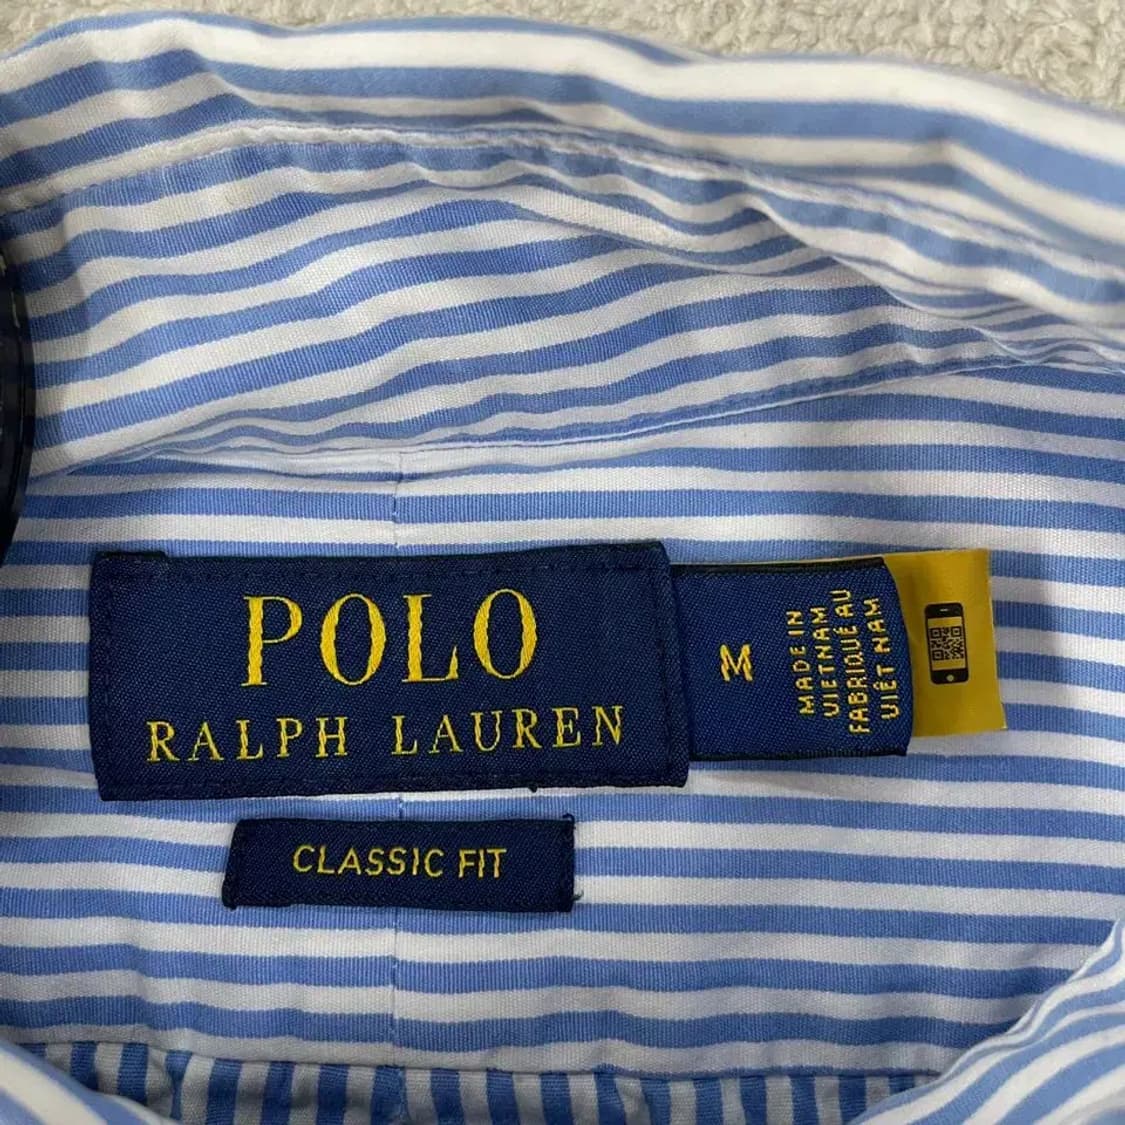 POLO
RALPH LAUREN
M
MADE IN
VIETNAM
FABRIQUÉ AU
VIÊT NAM
CLASSIC FIT